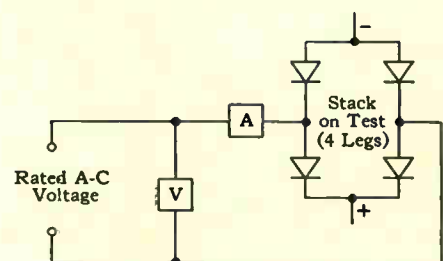 −
Stack
on Test
(4 Legs)
A
Rated A-C
Voltage
V
+